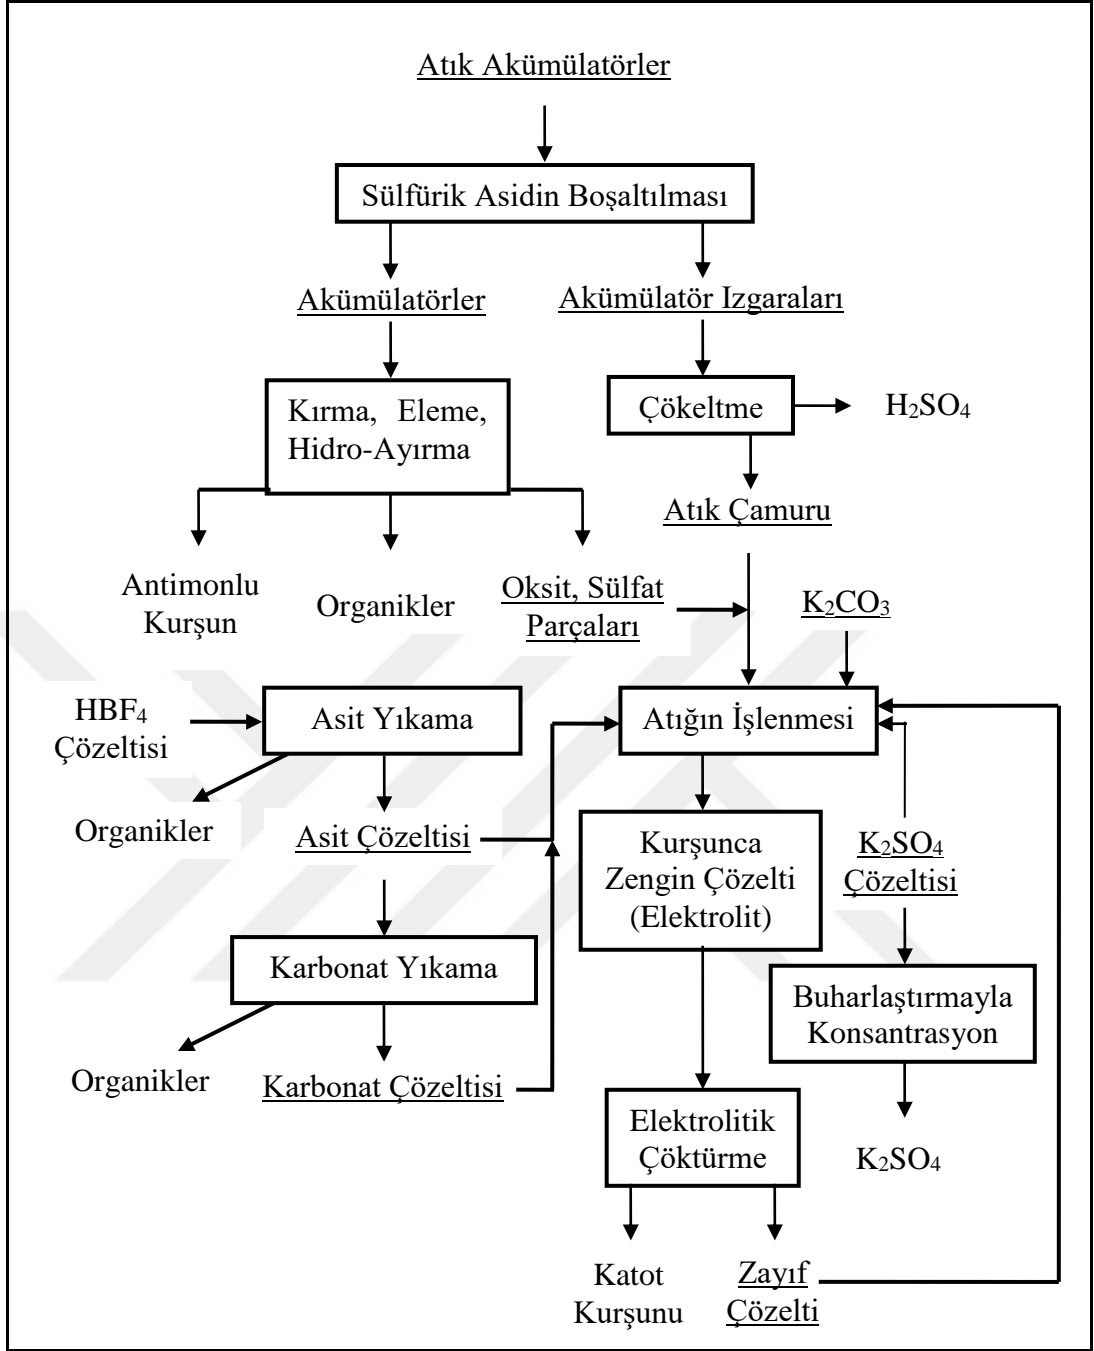 Atık Akümülatörler
Sülfürik Asidin Boşaltılması
Akümülatörler
Akümülatör Izgaraları
Kırma, Eleme,
Hidro-Ayırma
Çökeltme
H₂SO₄
Atık Çamuru
Antimonlu
Kurşun
Organikler
Oksit, Sülfat
Parçaları
K₂CO₃
HBF₄
Çözeltisi
Asit Yıkama
Atığın İşlenmesi
Organikler
Asit Çözeltisi
Kurşunca
Zengin Çözelti
(Elektrolit)
K₂SO₄
Çözeltisi
Karbonat Yıkama
Buharlaştırmayla
Konsantrasyon
Organikler
Karbonat Çözeltisi
Elektrolitik
Çöktürme
K₂SO₄
Katot
Kurşunu
Zayıf
Çözelti